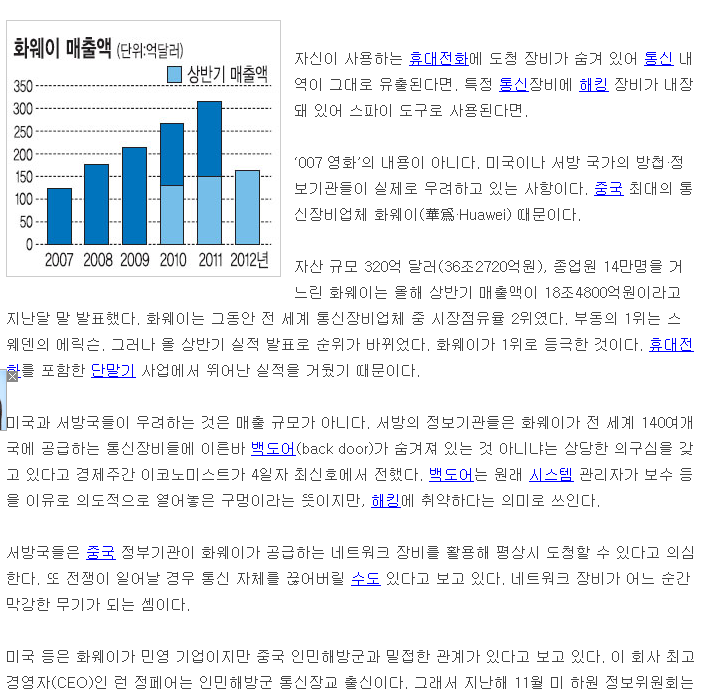 화웨이 매출액 (단위:억달러)
상반기 매출액
350
300
250
200
150
100
50
0
2007 2008 2009 2010 2011 2012년
자신이 사용하는 휴대전화에 도청 장비가 숨겨 있어 통신 내
역이 그대로 유출된다면. 특정 통신장비에 해킹 장비가 내장
돼 있어 스파이 도구로 사용된다면.
‘007 영화’의 내용이 아니다. 미국이나 서방 국가의 방첩·정
보기관들이 실제로 우려하고 있는 사항이다. 중국 최대의 통
신장비업체 화웨이(華爲·Huawei) 때문이다.
자산 규모 320억 달러(36조2720억원), 종업원 14만명을 거
느린 화웨이는 올해 상반기 매출액이 18조4800억원이라고
지난달 말 발표했다. 화웨이는 그동안 전 세계 통신장비업체 중 시장점유율 2위였다. 부동의 1위는 스
웨덴의 에릭슨. 그러나 올 상반기 실적 발표로 순위가 바뀌었다. 화웨이가 1위로 등극한 것이다. 휴대전
화를 포함한 단말기 사업에서 뛰어난 실적을 거뒀기 때문이다.
미국과 서방국들이 우려하는 것은 매출 규모가 아니다. 서방의 정보기관들은 화웨이가 전 세계 140여개
국에 공급하는 통신장비들에 이른바 백도어(back door)가 숨겨져 있는 것 아니냐는 상당한 의구심을 갖
고 있다고 경제주간 이코노미스트가 4일자 최신호에서 전했다. 백도어는 원래 시스템 관리자가 보수 등
을 이유로 의도적으로 열어놓은 구멍이라는 뜻이지만, 해킹에 취약하다는 의미로 쓰인다.
서방국들은 중국 정부기관이 화웨이가 공급하는 네트워크 장비를 활용해 평상시 도청할 수 있다고 의심
한다. 또 전쟁이 일어날 경우 통신 자체를 끊어버릴 수도 있다고 보고 있다. 네트워크 장비가 어느 순간
막강한 무기가 되는 셈이다.
미국 등은 화웨이가 민영 기업이지만 중국 인민해방군과 밀접한 관계가 있다고 보고 있다. 이 회사 최고
경영자(CEO)인 런 정페이는 인민해방군 통신장교 출신이다. 그래서 지난해 11월 미 하원 정보위원회는